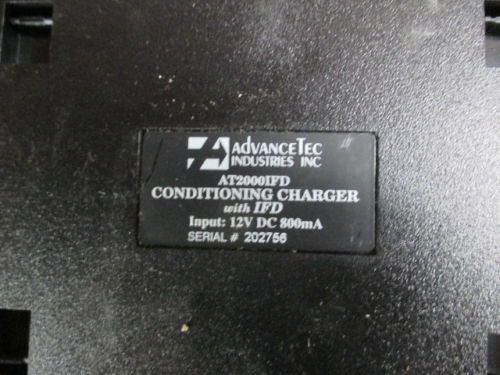 AdvanceTec
INDUSTRIES INC
AT2000IFD
CONDITIONING CHARGER
with IFD
Input: 12V DC 800mA
SERIAL # 202756